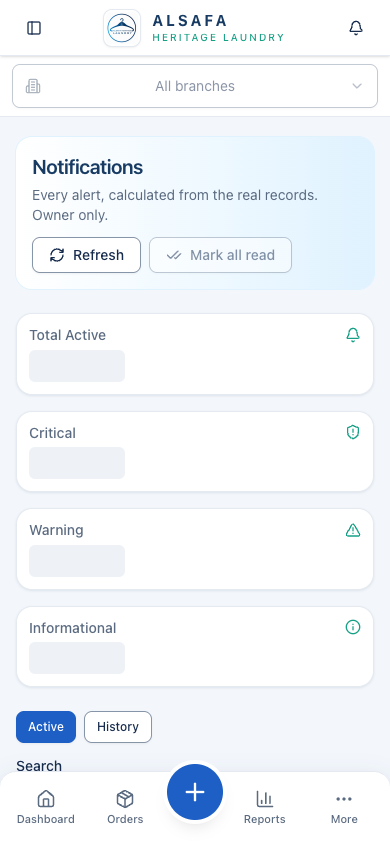 ALSAFA
HERITAGE LAUNDRY
All branches
Notifications
Every alert, calculated from the real records.
Owner only.
Refresh
Mark all read
Total Active
Critical
Warning
Informational
Active
History
Search
Dashboard
Orders
Reports
More